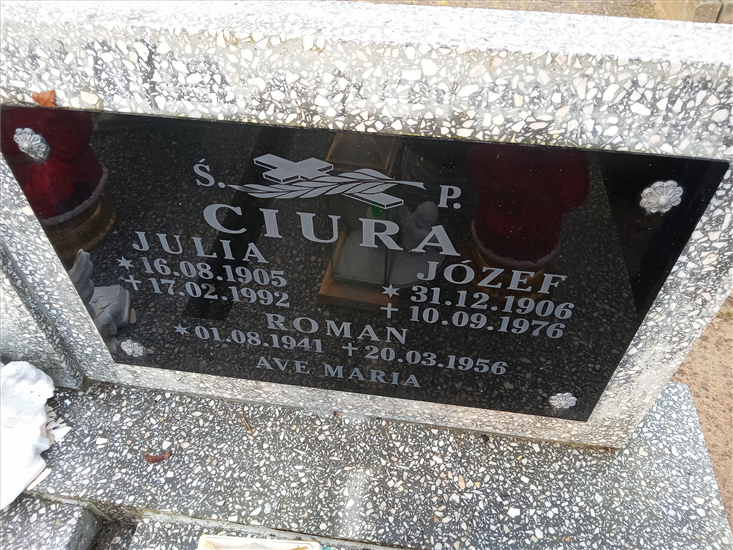 Ś. P.
CIURA
JULIA JÓZEF
★16.08.1905 ★31.12.1906
✝17.02.1992 ✝10.09.1976
ROMAN
★01.08.1941 ✝20.03.1956
AVE MARIA